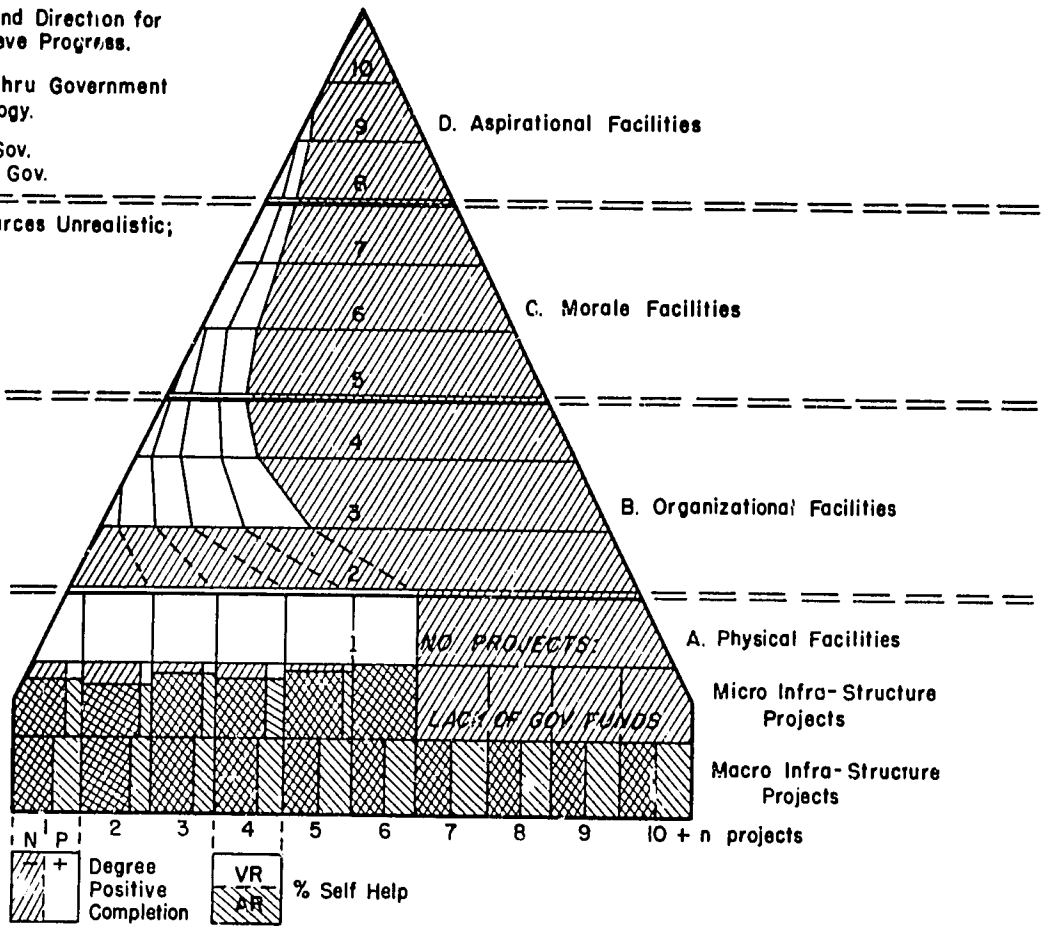 nd Direction for
eve Progress.
hru Government
ogy.
Gov.
Gov.
urces Unrealistic;
10
9
D. Aspirational Facilities
8
7
6
C. Morale Facilities
5
4
3
B. Organizational Facilities
2
1
NO PROJECTS:
A. Physical Facilities
LACK OF GOV FUNDS
Micro Infra-Structure
Projects
Macro Infra-Structure
Projects
N P 2 3 4 5 6 7 8 9 10 + n projects
- +
Degree
Positive
Completion
VR
AR
% Self Help